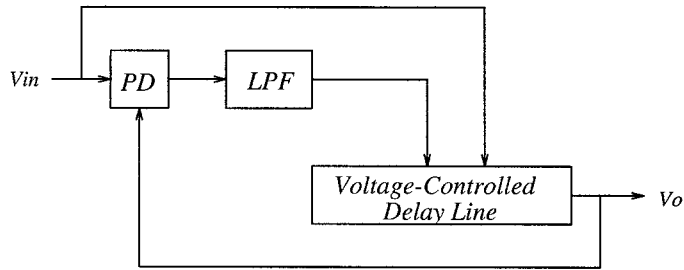 Vin
PD
LPF
Voltage-Controlled
Delay Line
Vo